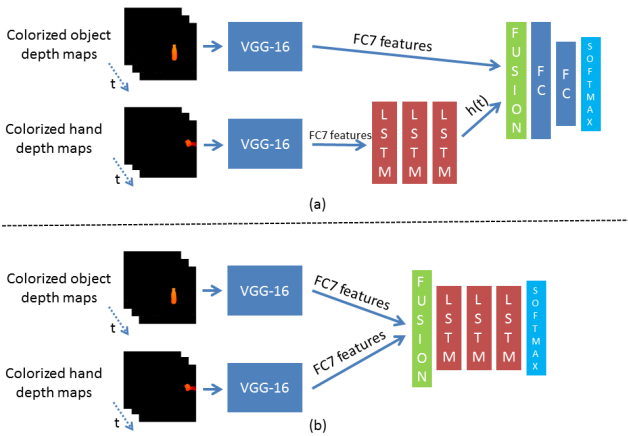 Colorized object
depth maps
t
VGG-16
FC7 features
Colorized hand
depth maps
t
VGG-16
FC7 features
LSTM
LSTM
LSTM
h(t)
FUSION
FC
FC
SOFTMAX
(a)
Colorized object
depth maps
t
VGG-16
FC7 features
Colorized hand
depth maps
t
VGG-16
FC7 features
FUSION
LSTM
LSTM
LSTM
SOFTMAX
(b)